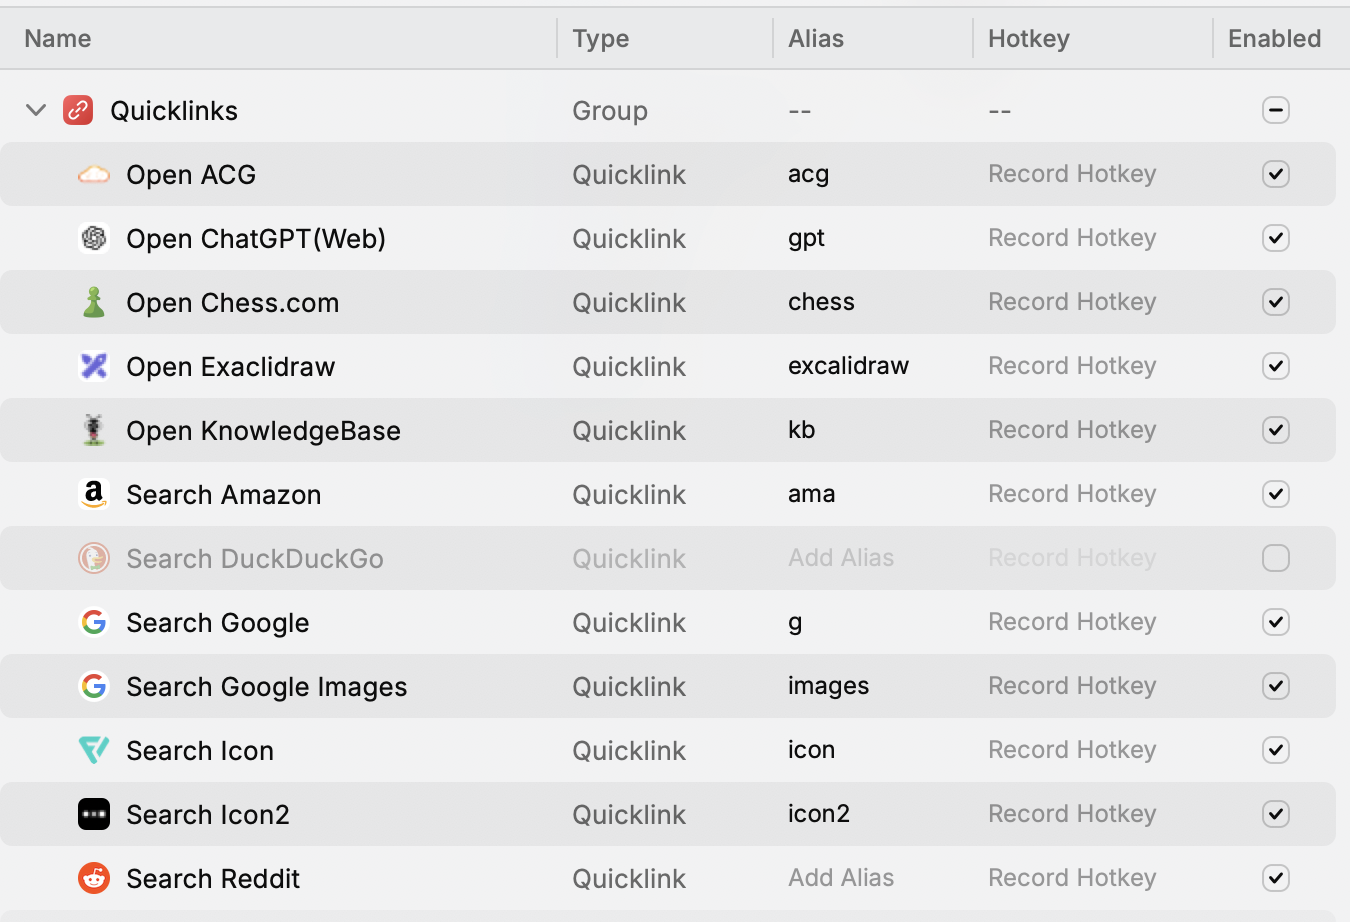 Name Type Alias Hotkey Enabled
Quicklinks Group -- --
Open ACG Quicklink acg Record Hotkey
Open ChatGPT(Web) Quicklink gpt Record Hotkey
Open Chess.com Quicklink chess Record Hotkey
Open Exaclidraw Quicklink excalidraw Record Hotkey
Open KnowledgeBase Quicklink kb Record Hotkey
Search Amazon Quicklink ama Record Hotkey
Search DuckDuckGo Quicklink Add Alias Record Hotkey
Search Google Quicklink g Record Hotkey
Search Google Images Quicklink images Record Hotkey
Search Icon Quicklink icon Record Hotkey
Search Icon2 Quicklink icon2 Record Hotkey
Search Reddit Quicklink Add Alias Record Hotkey